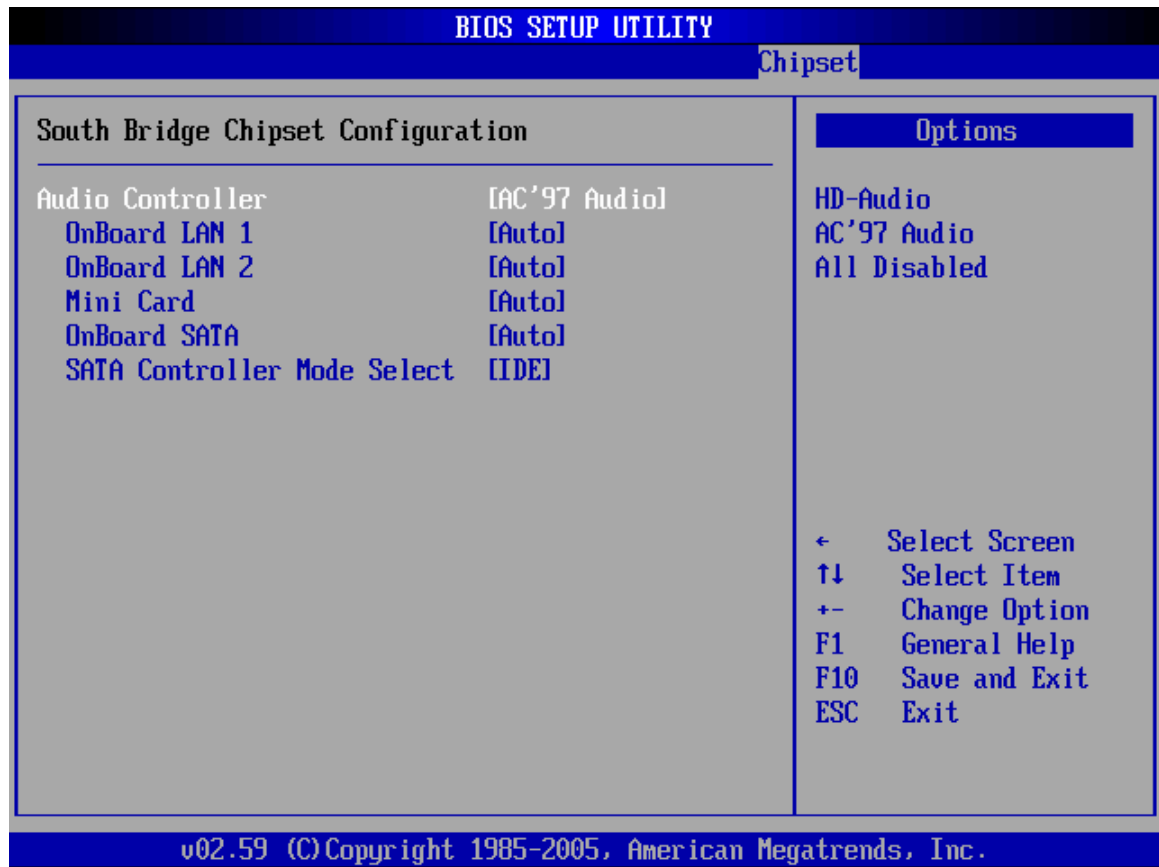 BIOS SETUP UTILITY
Chipset
South Bridge Chipset Configuration
Audio Controller [AC'97 Audio]
OnBoard LAN 1 [Auto]
OnBoard LAN 2 [Auto]
Mini Card [Auto]
OnBoard SATA [Auto]
SATA Controller Mode Select [IDE]
Options
HD-Audio
AC'97 Audio
All Disabled
← Select Screen
↑↓ Select Item
+- Change Option
F1 General Help
F10 Save and Exit
ESC Exit
v02.59 (C)Copyright 1985-2005, American Megatrends, Inc.